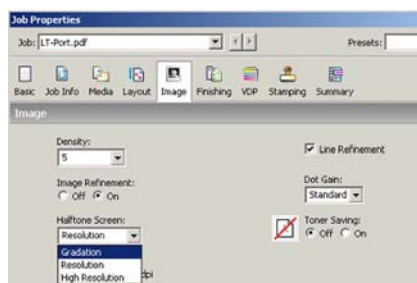 Job Properties
Job: LT-Port.pdf
Presets:
Basic Job Info Media Layout Image Finishing VDP Stamping Summary
Image
Density:
5
Line Refinement
Image Refinement:
Off On
Dot Gain:
Standard
Halftone Screen:
Resolution
Toner Saving:
Off On
Gradation
Resolution
High Resolution
dpi